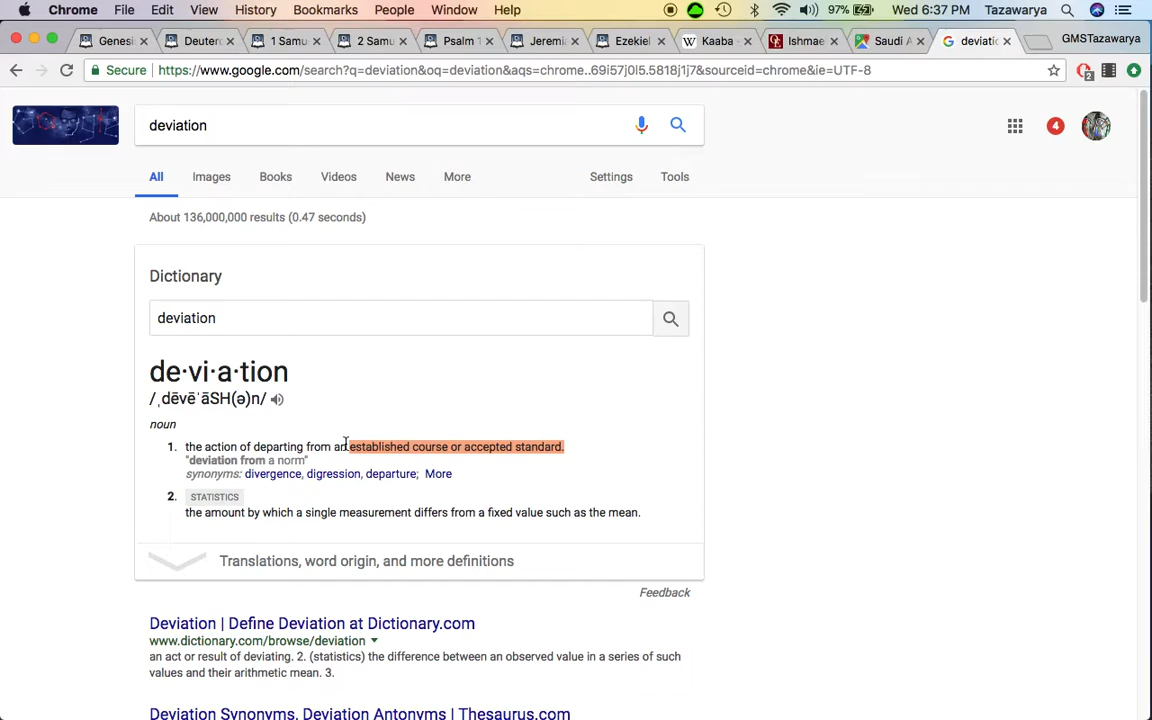 Chrome File Edit View History Bookmarks People Window Help 97% Wed 6:37 PM Tazawarya
Genesis Deutero 1 Samu 2 Samu Psalm 1 Jeremi Ezekiel W Kaaba - Ishmae Saudi A deviatio GMSTazawarya
Secure https://www.google.com/search?q=deviation&oq=deviation&aqs=chrome..69i57j0l5.5818j1j7&sourceid=chrome&ie=UTF-8 2
deviation 4
All Images Books Videos News More Settings Tools
About 136,000,000 results (0.47 seconds)
Dictionary
deviation
de·vi·a·tion
/ˌdēvēˈāSH(ə)n/
noun
1. the action of departing from an established course or accepted standard.
"deviation from a norm"
synonyms: divergence, digression, departure; More
2. STATISTICS
the amount by which a single measurement differs from a fixed value such as the mean.
Translations, word origin, and more definitions
Feedback
Deviation | Define Deviation at Dictionary.com
www.dictionary.com/browse/deviation
an act or result of deviating. 2. (statistics) the difference between an observed value in a series of such
values and their arithmetic mean. 3.
Deviation Synonyms, Deviation Antonyms | Thesaurus.com